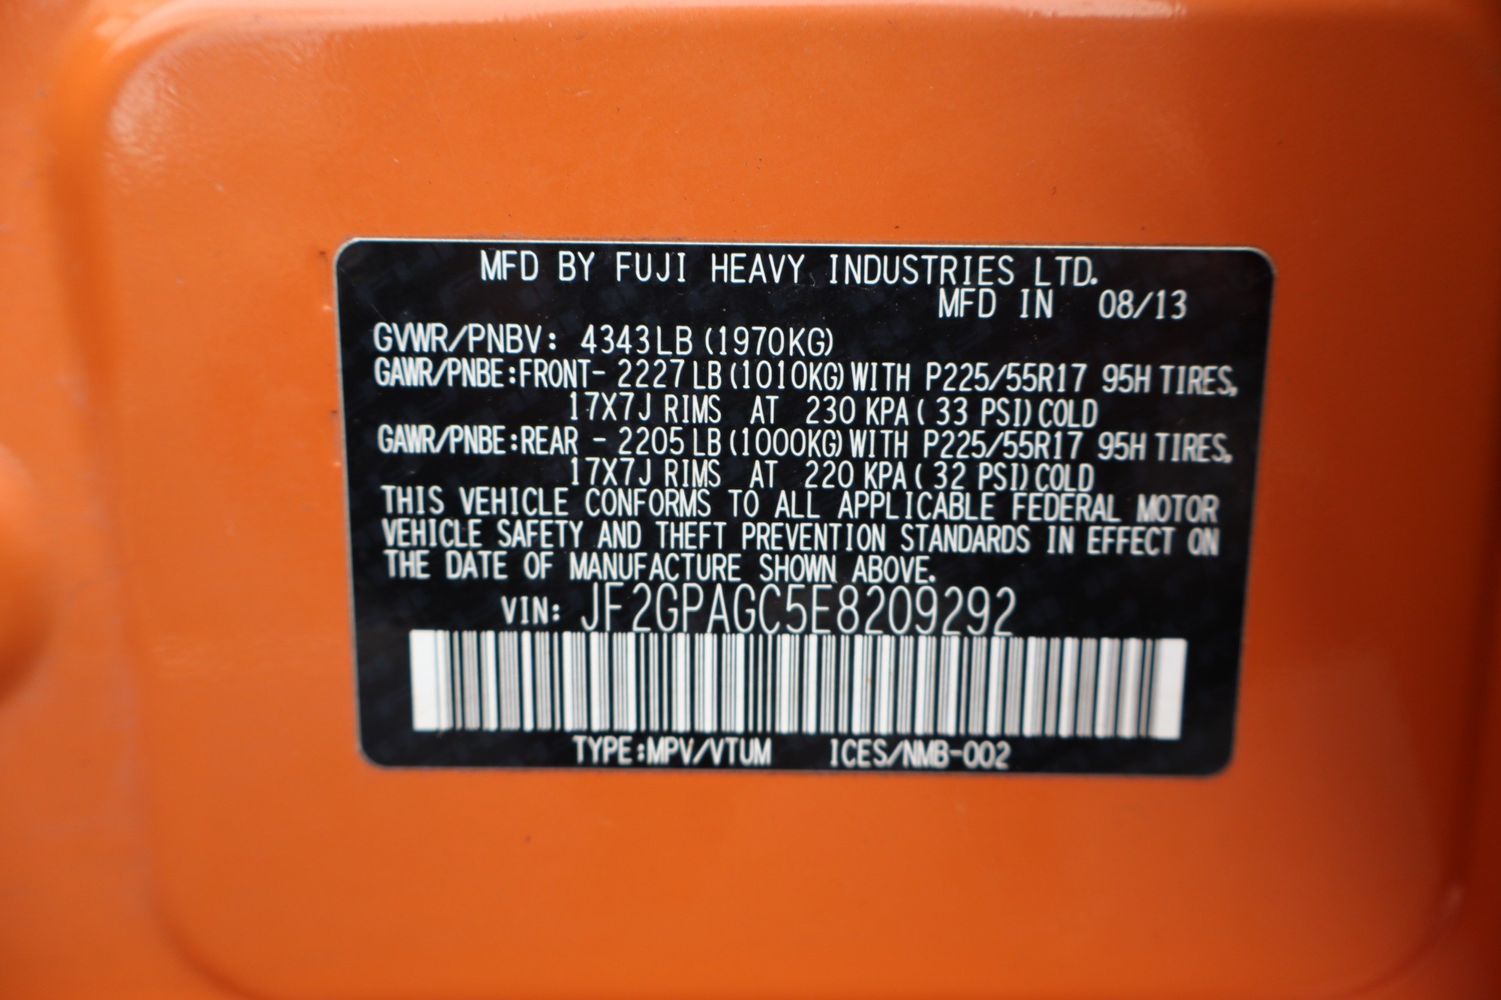 MFD BY FUJI HEAVY INDUSTRIES LTD.
MFD IN 08/13
GVWR/PNBV: 4343LB (1970KG)
GAWR/PNBE:FRONT- 2227LB(1010KG)WITH P225/55R17 95H TIRES,
17X7J RIMS AT 230 KPA( 33 PSI)COLD
GAWR/PNBE:REAR - 2205LB(1000KG)WITH P225/55R17 95H TIRES,
17X7J RIMS AT 220 KPA( 32 PSI)COLD
THIS VEHICLE CONFORMS TO ALL APPLICABLE FEDERAL MOTOR
VEHICLE SAFETY AND THEFT PREVENTION STANDARDS IN EFFECT ON
THE DATE OF MANUFACTURE SHOWN ABOVE.
VIN: JF2GPAGC5E8209292
TYPE:MPV/VTUM ICES/NMB-002